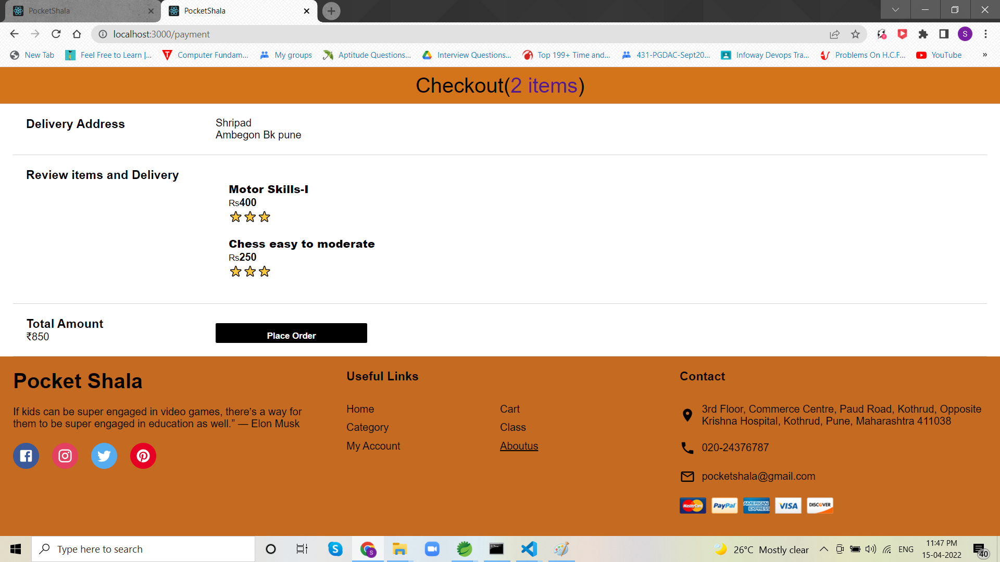 PocketShala
PocketShala
localhost:3000/payment
S
New Tab
Feel Free to Learn |...
Computer Fundam...
My groups
Aptitude Questions...
Interview Questions...
Top 199+ Time and...
431-PGDAC-Sept20...
Infoway Devops Tra...
Problems On H.C.F...
YouTube
»
Checkout(2 items)
Delivery Address
Shripad
Ambegon Bk pune
Review items and Delivery
Motor Skills-I
Rs400
Chess easy to moderate
Rs250
Total Amount
₹850
Place Order
Pocket Shala
If kids can be super engaged in video games, there’s a way for
them to be super engaged in education as well.” — Elon Musk
Useful Links
Home
Cart
Category
Class
My Account
Aboutus
Contact
3rd Floor, Commerce Centre, Paud Road, Kothrud, Opposite
Krishna Hospital, Kothrud, Pune, Maharashtra 411038
020-24376787
pocketshala@gmail.com
MasterCard
PayPal
AMERICAN EXPRESS
VISA
DISCOVER
Type here to search
26°C Mostly clear
ENG
11:47 PM
15-04-2022
40